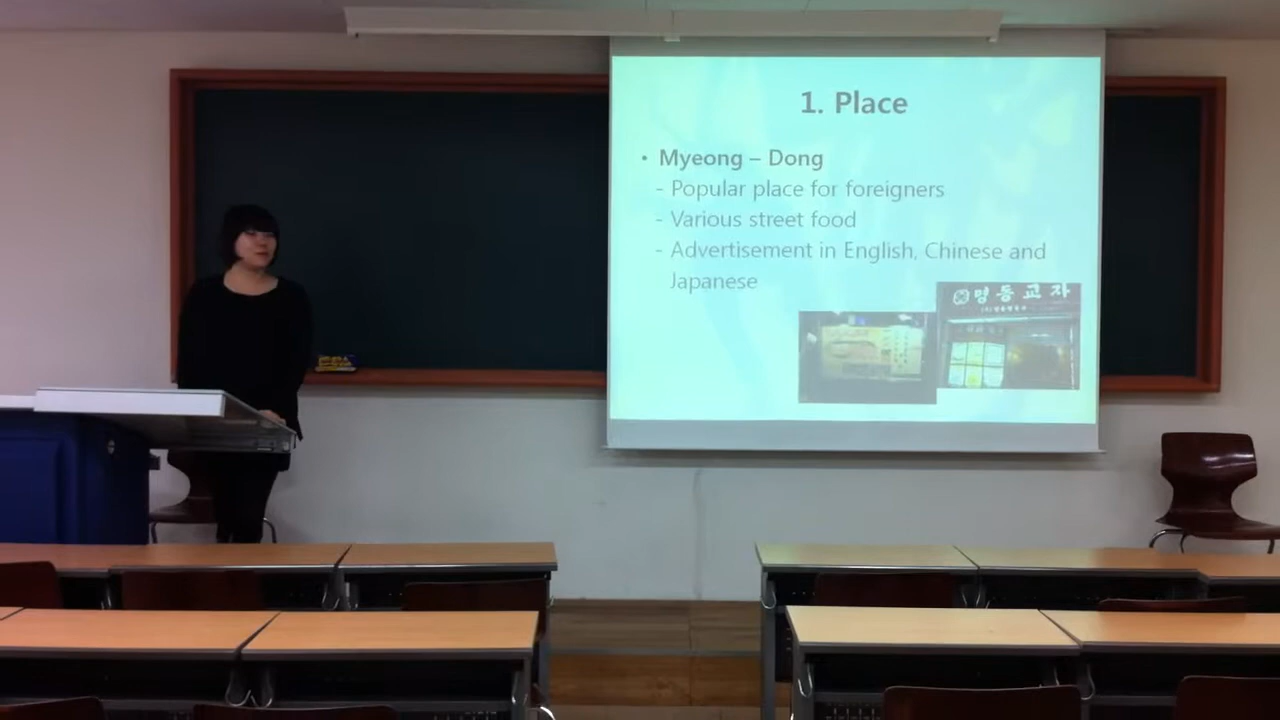 1. Place
• Myeong – Dong
- Popular place for foreigners
- Various street food
- Advertisement in English, Chinese and
Japanese
명동교자